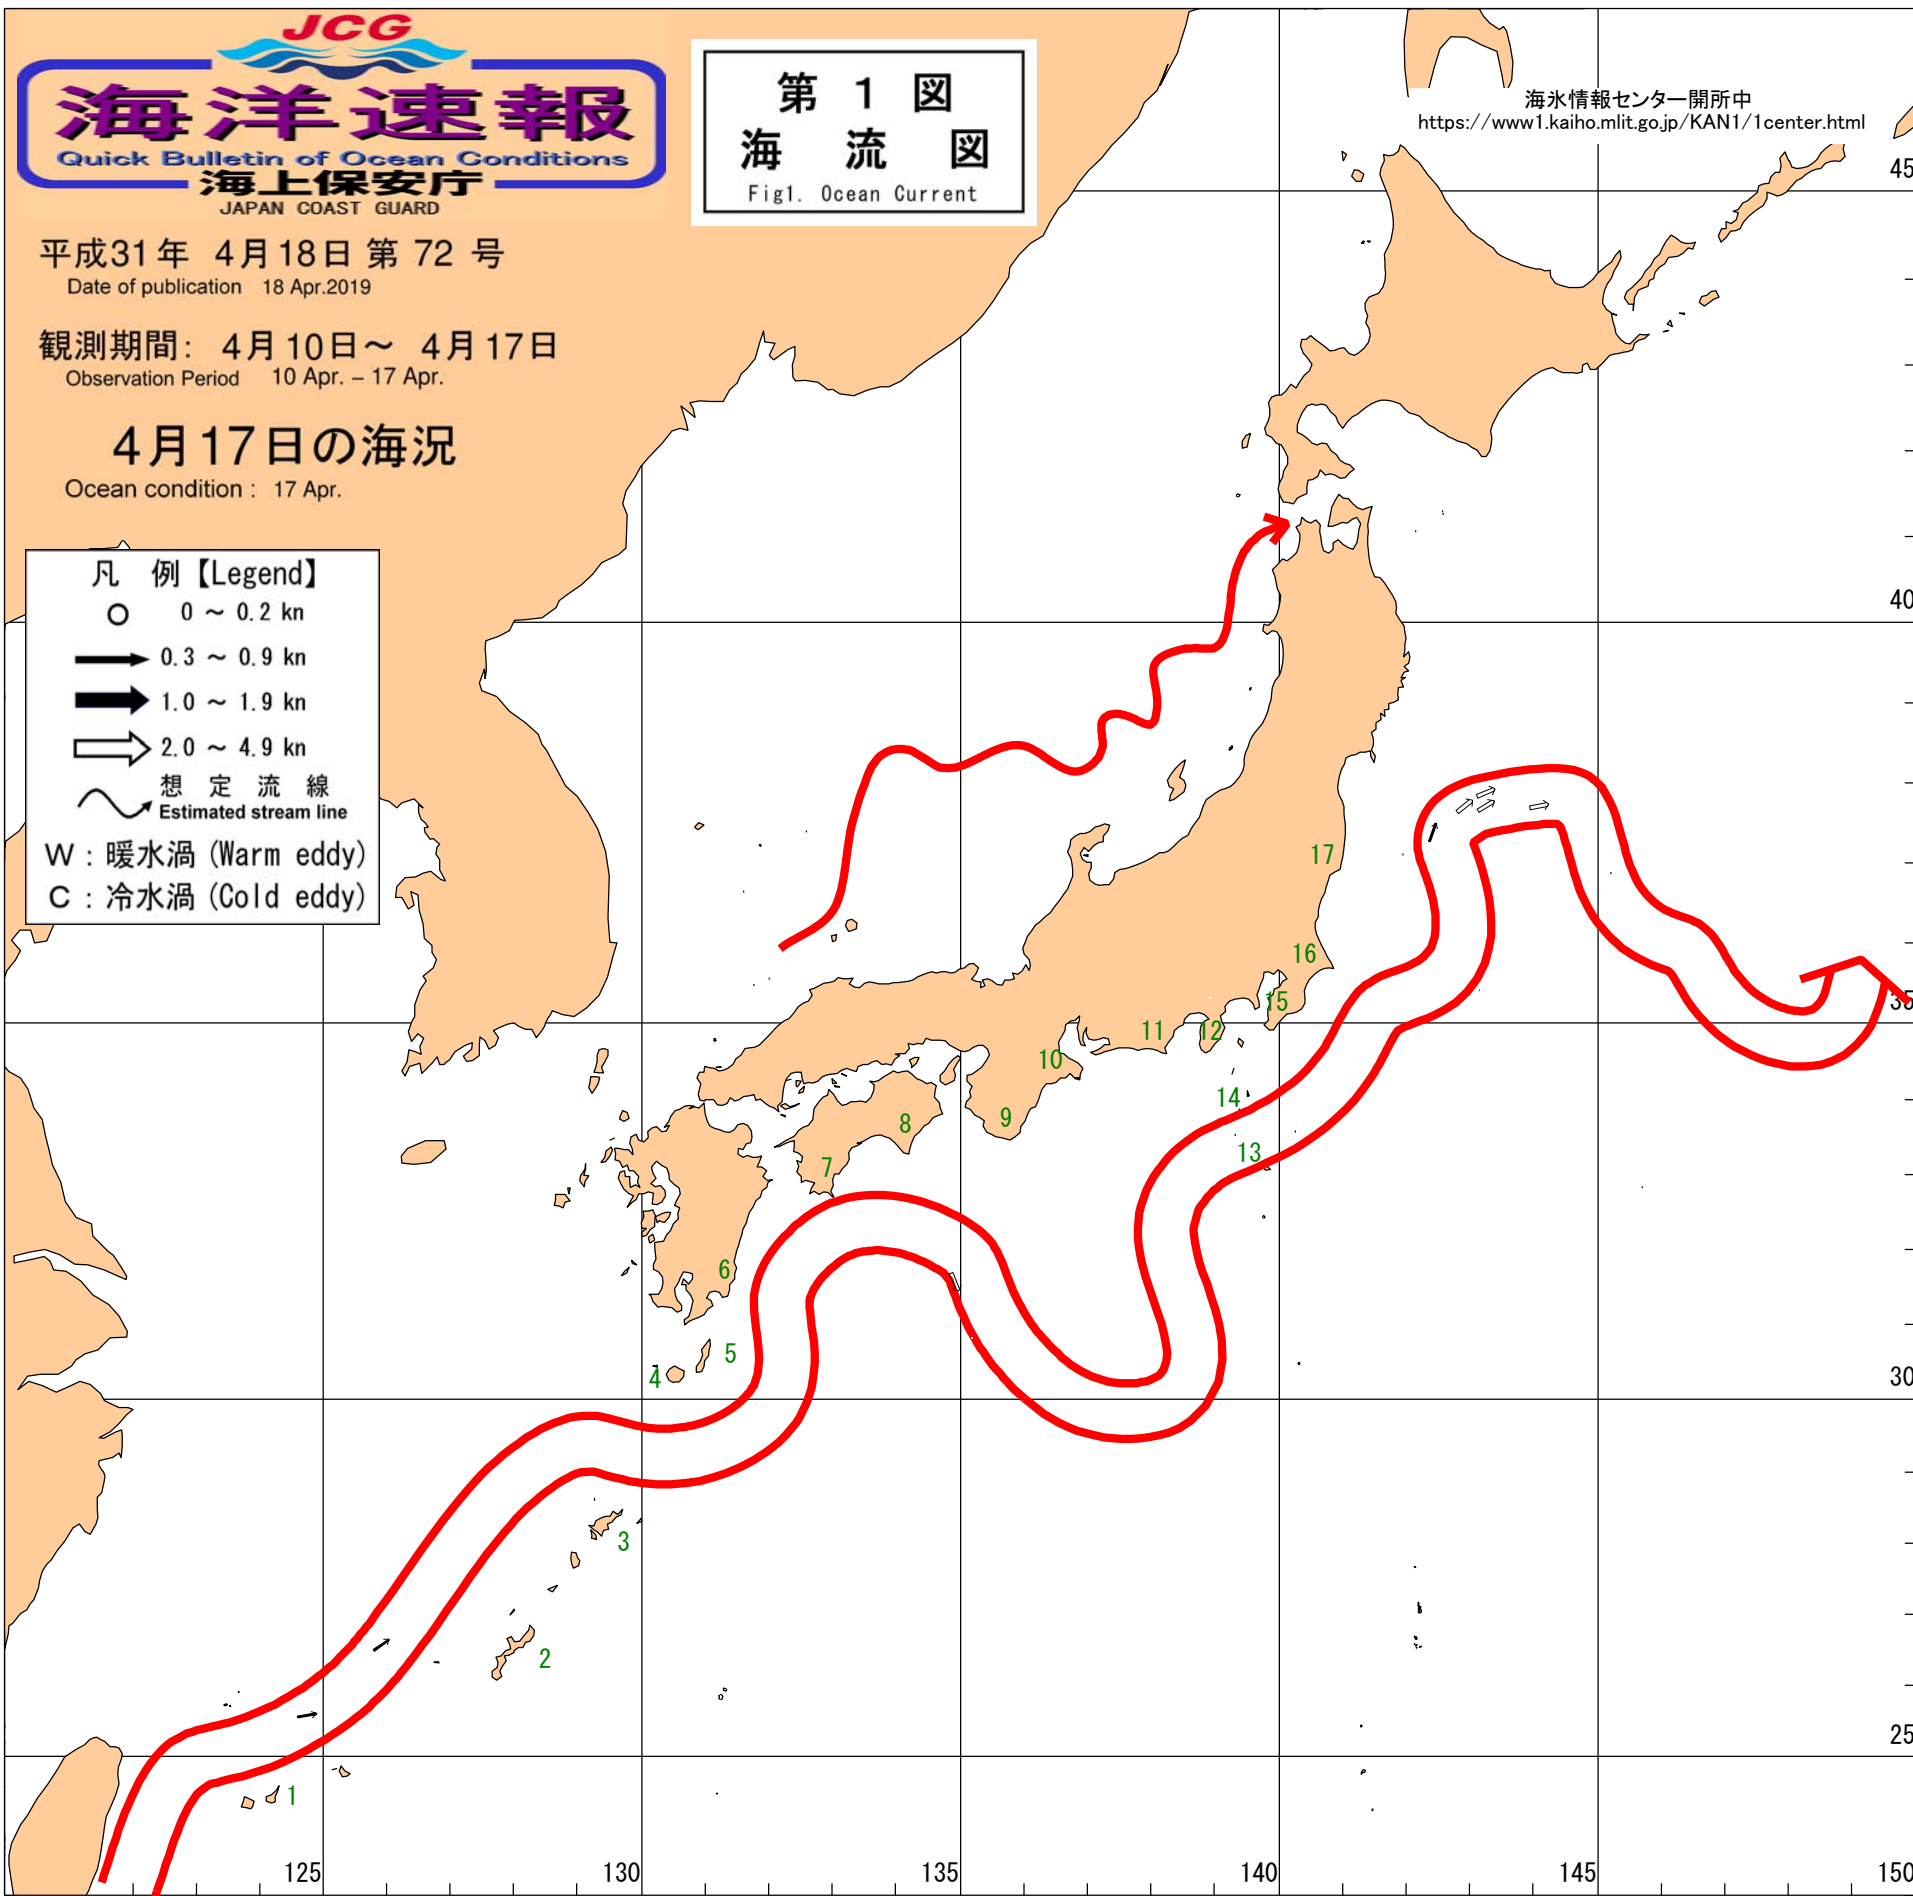 JCG
海洋速報
Quick Bulletin of Ocean Conditions
海上保安庁
JAPAN COAST GUARD
第 1 図
海 流 図
Fig1. Ocean Current
海氷情報センター開所中
https://www1.kaiho.mlit.go.jp/KAN1/1center.html
平成31年 4月18日 第 72 号
Date of publication 18 Apr.2019
観測期間: 4月10日～ 4月17日
Observation Period 10 Apr. – 17 Apr.
4月17日の海況
Ocean condition : 17 Apr.
凡 例【Legend】
0 ～ 0.2 kn
0.3 ～ 0.9 kn
1.0 ～ 1.9 kn
2.0 ～ 4.9 kn
想 定 流 線
Estimated stream line
W : 暖水渦 (Warm eddy)
C : 冷水渦 (Cold eddy)
45
40
17
16
35
15
14
13
12
11
10
9
8
7
6
5
4
30
3
2
25
1
125
130
135
140
145
150